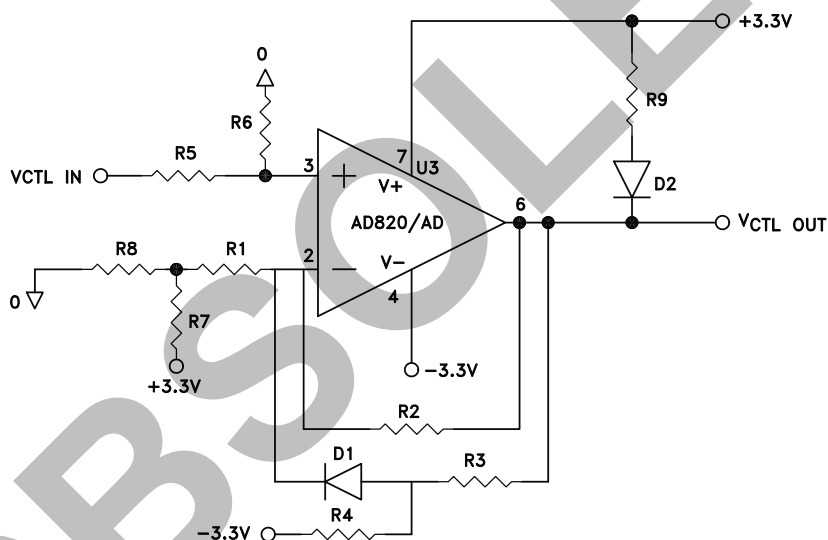 0
+3.3V
R9
R6
7 U3
R5
3
VCTL IN
+
V+
D2
6
AD820/AD
VCTL OUT
R8
R1
2
−
V−
4
0
R7
−3.3V
+3.3V
R2
D1
R3
R4
−3.3V
OBSOLE